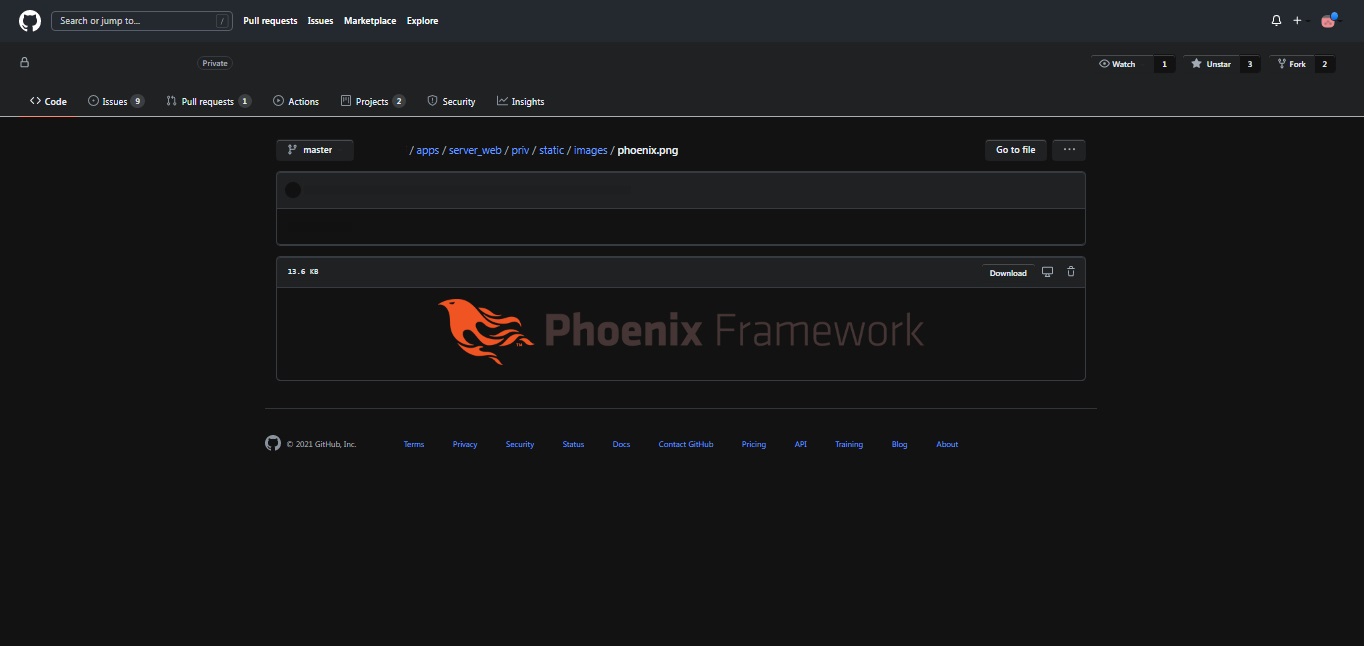 Search or jump to... / Pull requests Issues Marketplace Explore
Private Watch 1 Unstar 3 Fork 2
Code Issues 9 Pull requests 1 Actions Projects 2 Security Insights
master / apps / server_web / priv / static / images / phoenix.png Go to file ...
13.6 KB Download
Phoenix Framework ™
© 2021 GitHub, Inc. Terms Privacy Security Status Docs Contact GitHub Pricing API Training Blog About